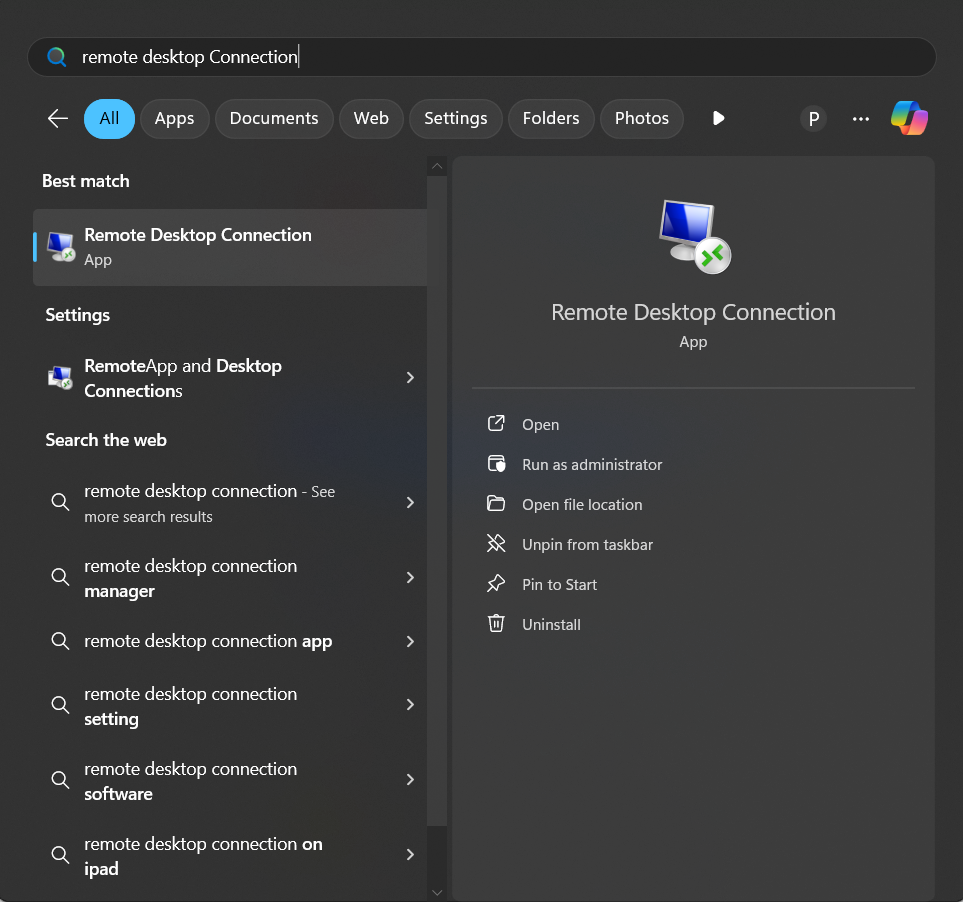 remote desktop Connection
All
Apps
Documents
Web
Settings
Folders
Photos
P
Best match
Remote Desktop Connection
App
Settings
RemoteApp and Desktop
Connections
Search the web
remote desktop connection - See
more search results
remote desktop connection
manager
remote desktop connection app
remote desktop connection
setting
remote desktop connection
software
remote desktop connection on
ipad
Remote Desktop Connection
App
Open
Run as administrator
Open file location
Unpin from taskbar
Pin to Start
Uninstall